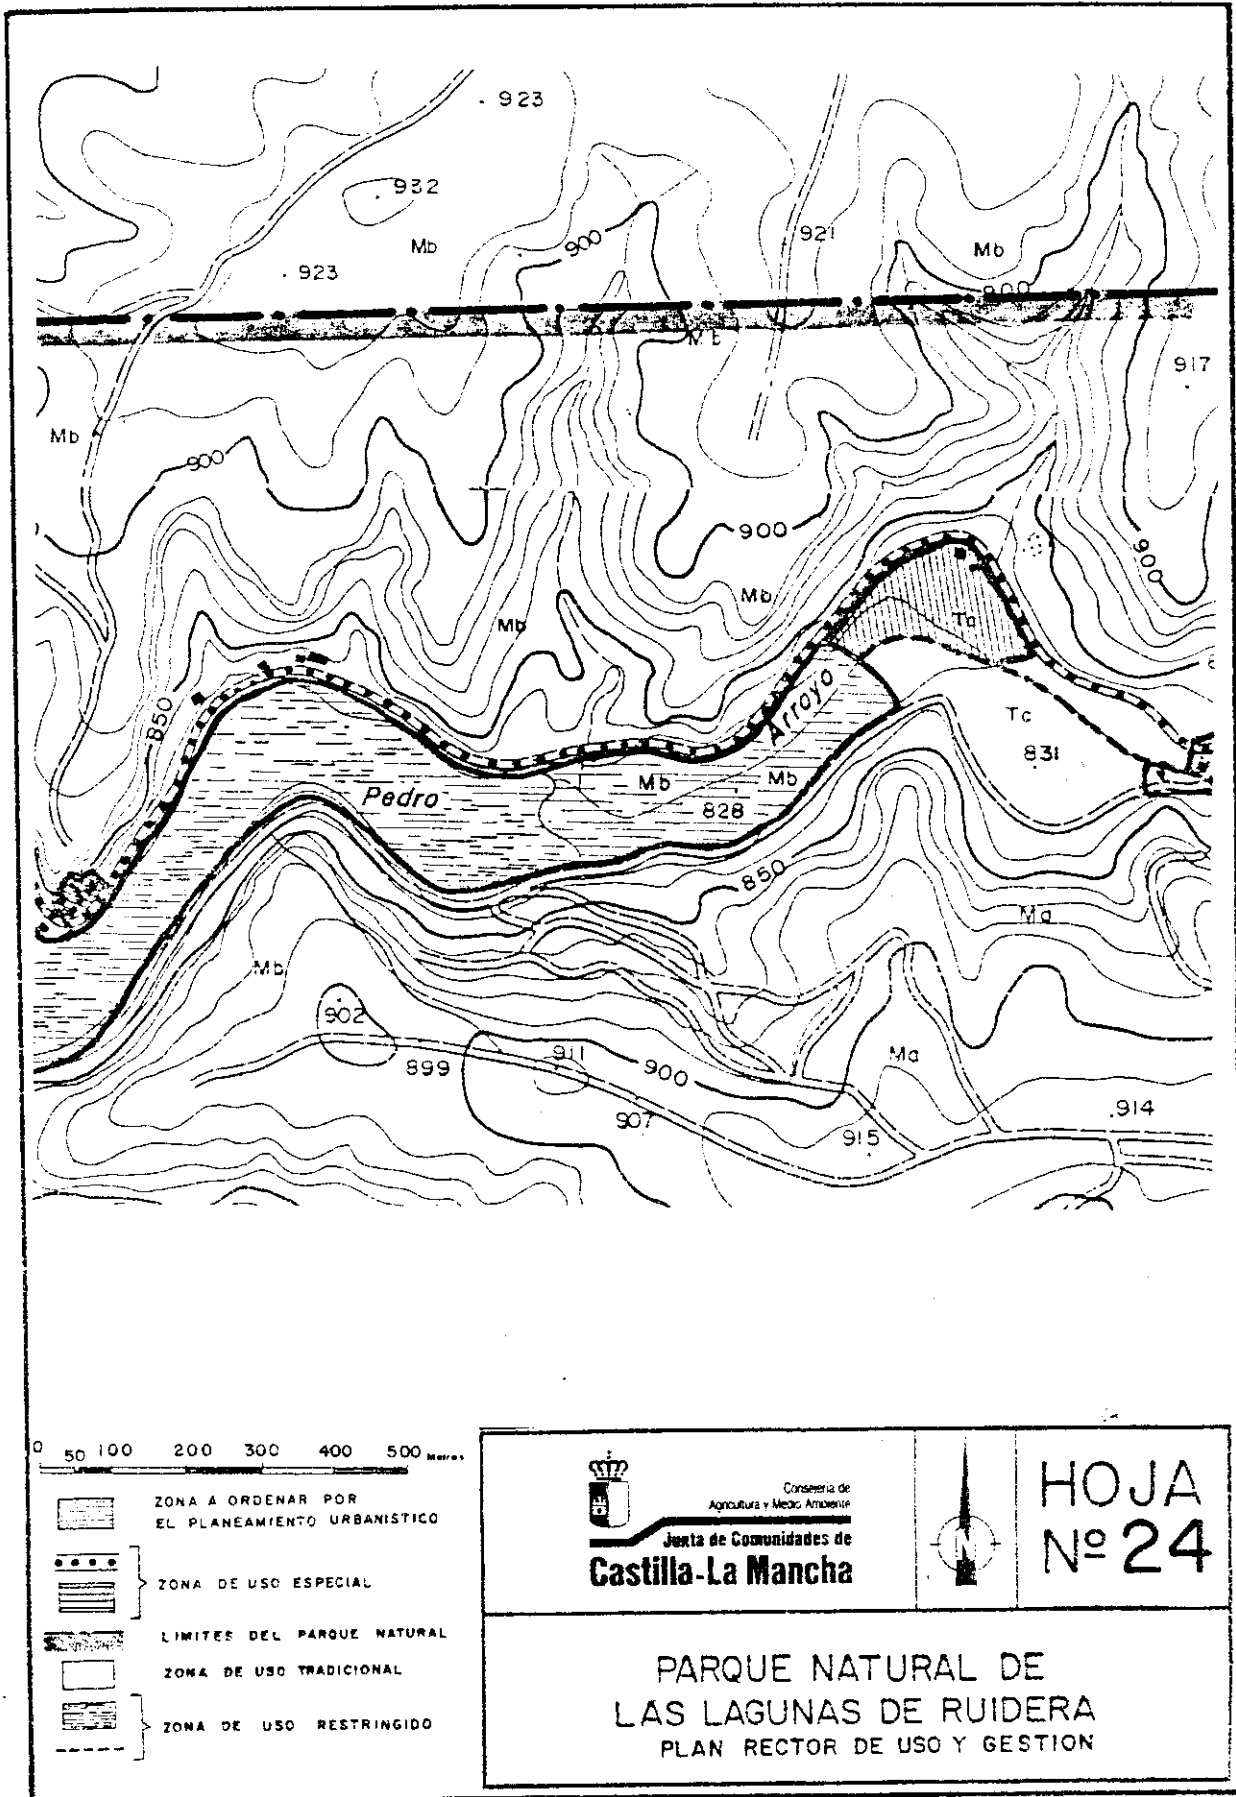 923
932
Mb
900
921
Mb
923
800
Mb
917
Mb
900
900
900
Mb
Mb
Ta
850
Arroyo
Tc
831
Pedro
Mb
Mb
828
850
Ma
Mb
902
899
911
900
Ma
907
915
914
0 50 100 200 300 400 500 Metros
ZONA A ORDENAR POR
EL PLANEAMIENTO URBANISTICO
ZONA DE USO ESPECIAL
LIMITES DEL PARQUE NATURAL
ZONA DE USO TRADICIONAL
ZONA DE USO RESTRINGIDO
Consejería de
Agricultura y Medio Ambiente
Junta de Comunidades de
Castilla-La Mancha
N
HOJA
Nº 24
PARQUE NATURAL DE
LAS LAGUNAS DE RUIDERA
PLAN RECTOR DE USO Y GESTION